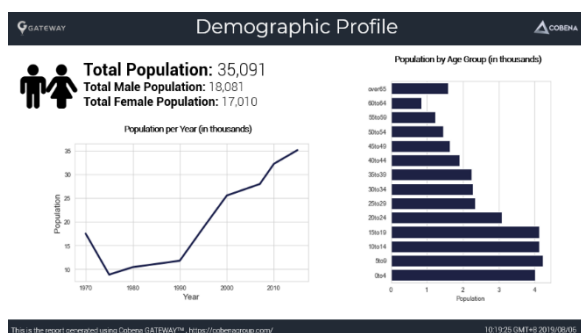 GATEWAY
Demographic Profile
COBENA
Total Population: 35,091
Total Male Population: 18,081
Total Female Population: 17,010
Population per Year (in thousands)
Population
35
30
25
20
15
10
1970
1980
1990
2000
2010
Year
Population by Age Group (in thousands)
over65
60to64
55to59
50to54
45to49
40to44
35to39
30to34
25to29
20to24
15to19
10to14
5to9
0to4
0
1
2
3
4
Population
This is the report generated using Cobena GATEWAY™, https://cobenagroup.com/
10:19:25 GMT+8 2019/08/06